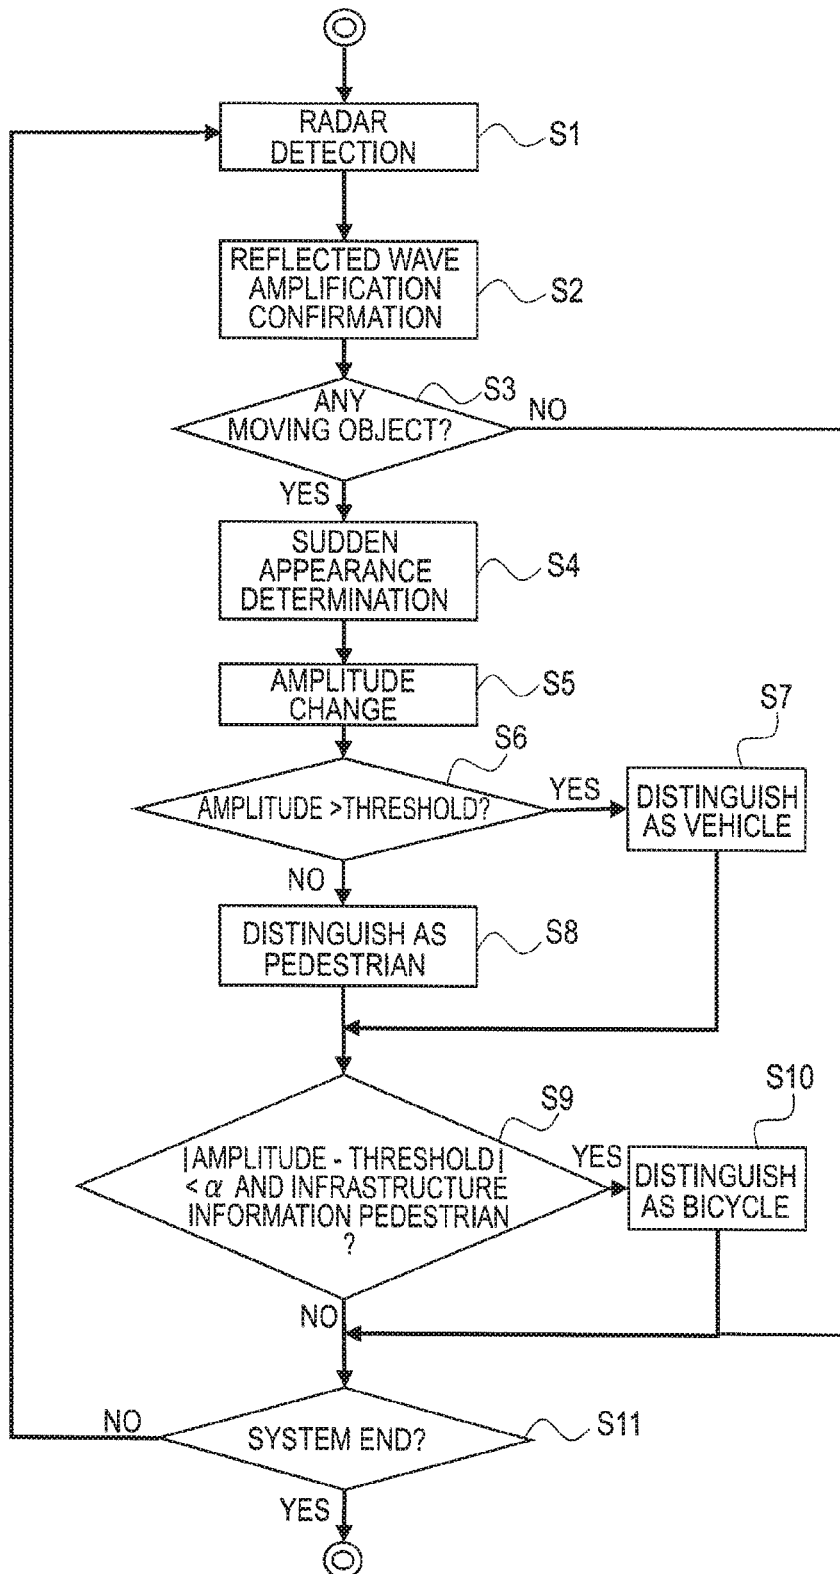 RADAR
DETECTION
S1
REFLECTED WAVE
AMPLIFICATION
CONFIRMATION
S2
S3
ANY
MOVING OBJECT?
NO
YES
SUDDEN
APPEARANCE
DETERMINATION
S4
AMPLITUDE
CHANGE
S5
S6
AMPLITUDE >THRESHOLD?
YES
S7
DISTINGUISH
AS VEHICLE
NO
DISTINGUISH AS
PEDESTRIAN
S8
S9
|AMPLITUDE - THRESHOLD|
< α AND INFRASTRUCTURE
INFORMATION PEDESTRIAN
?
YES
S10
DISTINGUISH
AS BICYCLE
NO
SYSTEM END?
S11
NO
YES